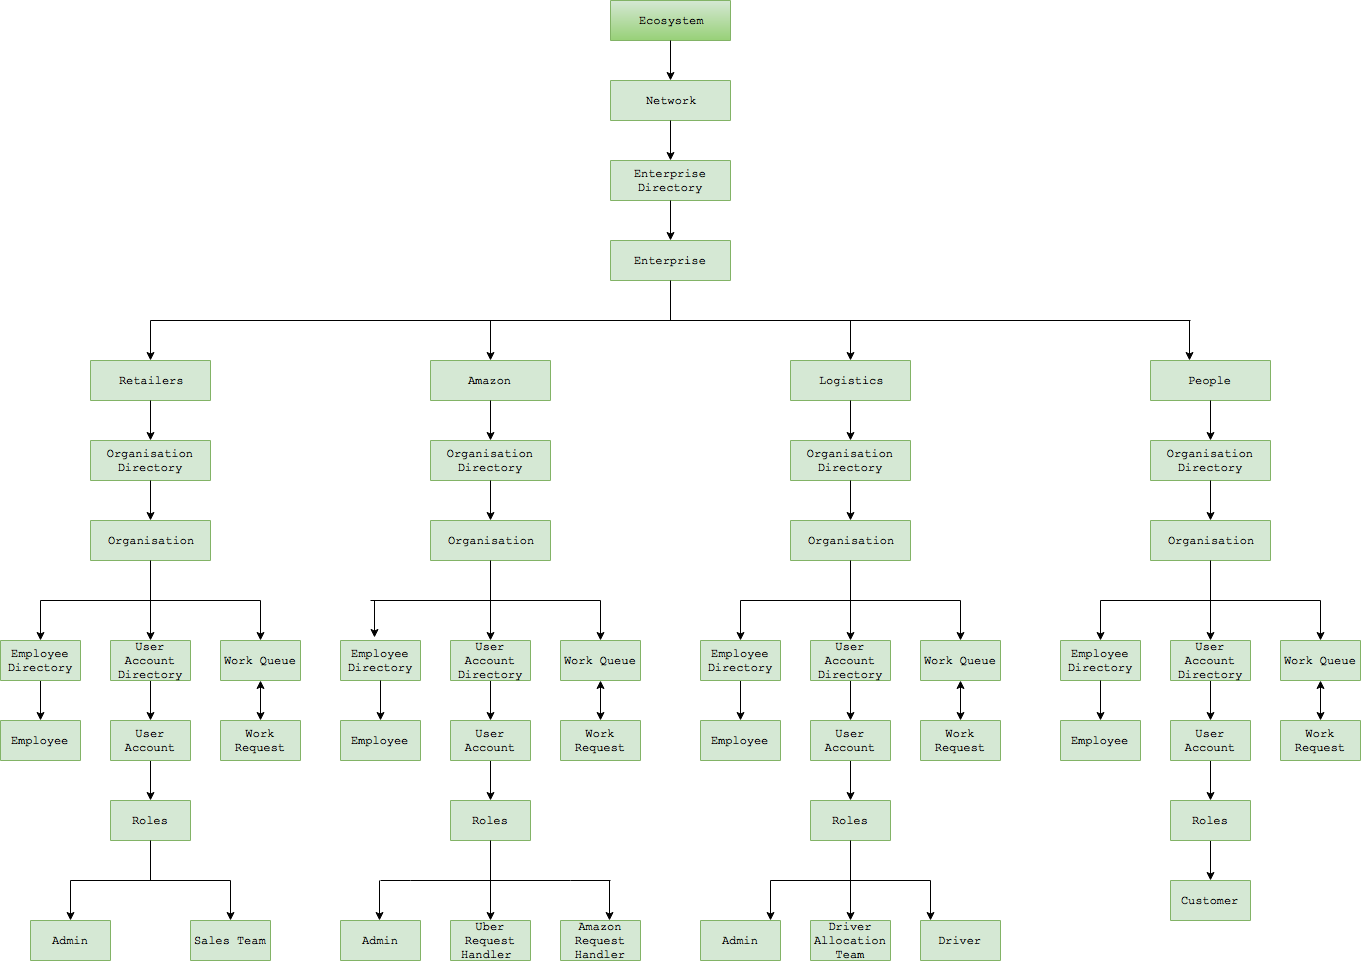 Ecosystem
Network
Enterprise
Directory
Enterprise
Retailers
Amazon
Logistics
People
Organisation
Directory
Organisation
Directory
Organisation
Directory
Organisation
Directory
Organisation
Organisation
Organisation
Organisation
Employee
Directory
User
Account
Directory
Work Queue
Employee
Directory
User
Account
Directory
Work Queue
Employee
Directory
User
Account
Directory
Work Queue
Employee
Directory
User
Account
Directory
Work Queue
Employee
User
Account
Work
Request
Employee
User
Account
Work
Request
Employee
User
Account
Work
Request
Employee
User
Account
Work
Request
Roles
Roles
Roles
Roles
Customer
Admin
Sales Team
Admin
Uber
Request
Handler
Amazon
Request
Handler
Admin
Driver
Allocation
Team
Driver